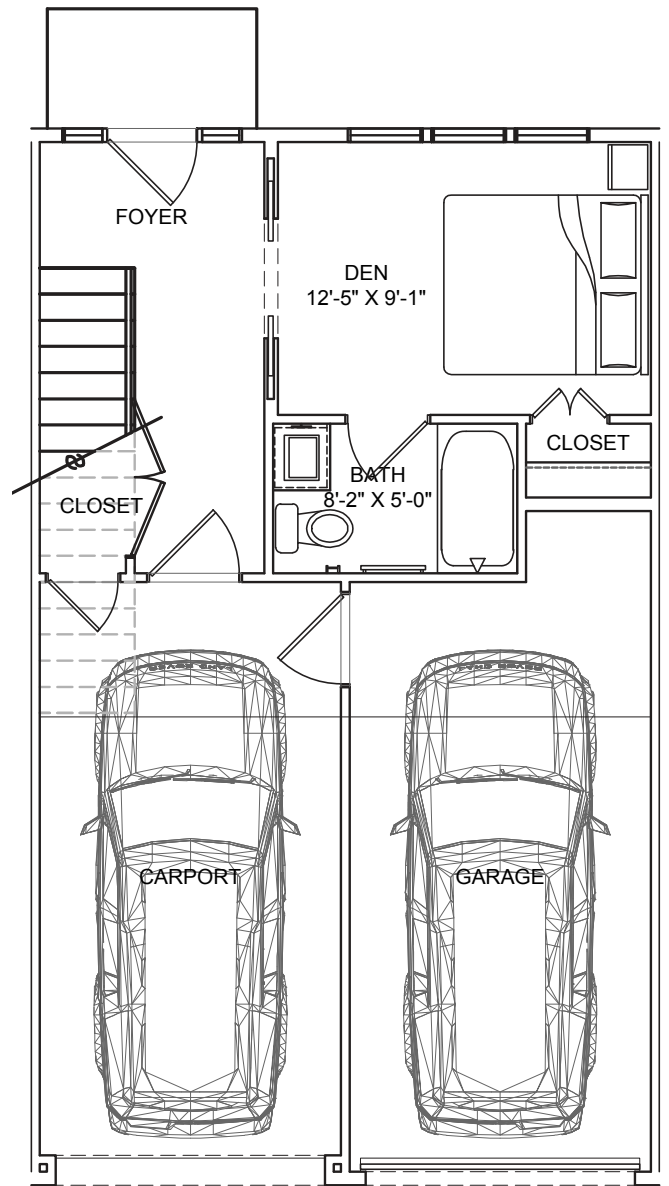 FOYER
DEN
12'-5" X 9'-1"
CLOSET
BATH
8'-2" X 5'-0"
CLOSET
CARPORT
GARAGE